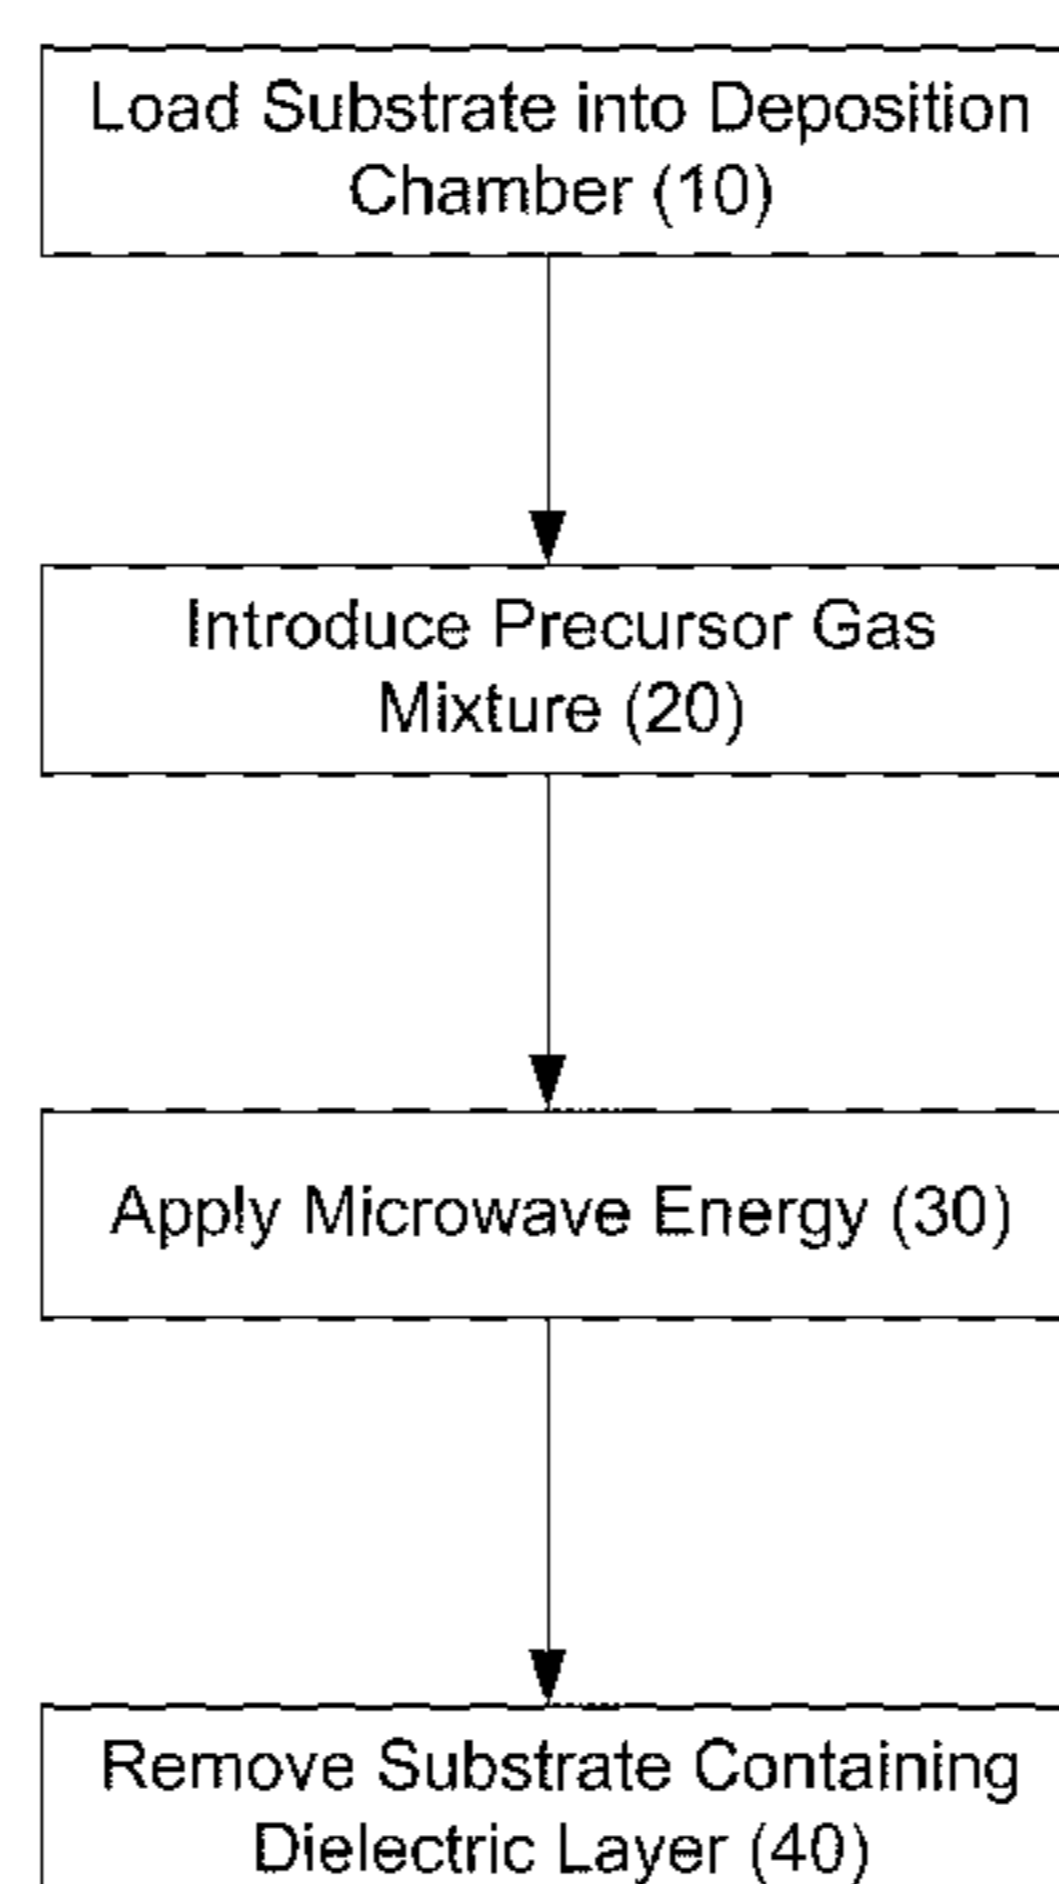 Load Substrate into Deposition
Chamber (10)
Introduce Precursor Gas
Mixture (20)
Apply Microwave Energy (30)
Remove Substrate Containing
Dielectric Layer (40)